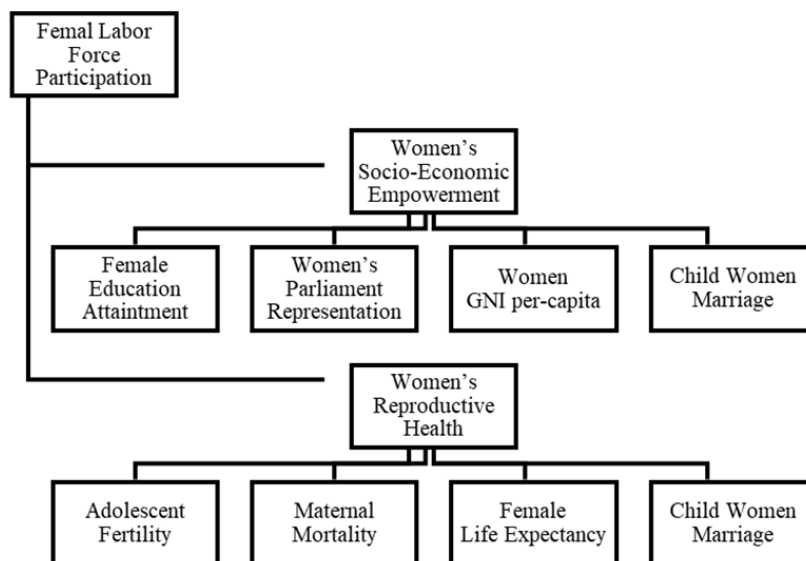 Femal Labor
Force
Participation
Women's
Socio-Economic
Empowerment
Female
Education
Attaintment
Women's
Parliament
Representation
Women
GNI per-capita
Child Women
Marriage
Women's
Reproductive
Health
Adolescent
Fertility
Maternal
Mortality
Female
Life Expectancy
Child Women
Marriage